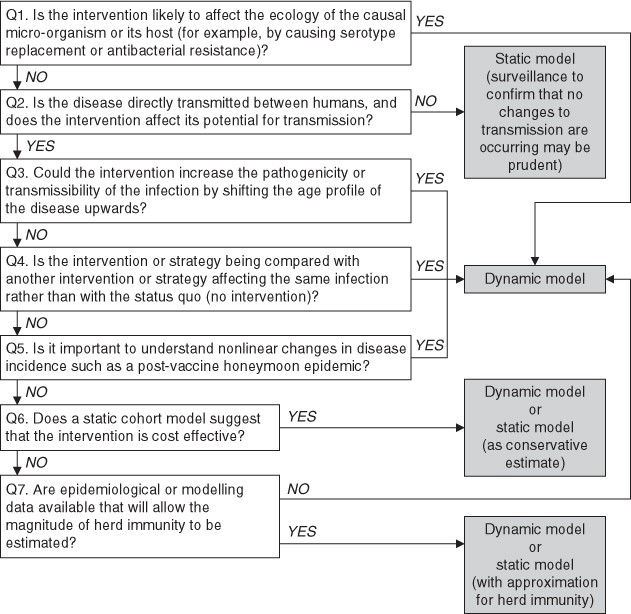 Q1. Is the intervention likely to affect the ecology of the causal
micro-organism or its host (for example, by causing serotype
replacement or antibacterial resistance)?
YES
NO
Q2. Is the disease directly transmitted between humans, and
does the intervention affect its potential for transmission?
NO
Static model
(surveillance to
confirm that no
changes to
transmission are
occurring may be
prudent)
YES
Q3. Could the intervention increase the pathogenicity or
transmissibility of the infection by shifting the age profile of
the disease upwards?
YES
NO
Q4. Is the intervention or strategy being compared with
another intervention or strategy affecting the same infection
rather than with the status quo (no intervention)?
YES
Dynamic model
NO
Q5. Is it important to understand nonlinear changes in disease
incidence such as a post-vaccine honeymoon epidemic?
YES
NO
Q6. Does a static cohort model suggest
that the intervention is cost effective?
YES
Dynamic model
or
static model
(as conservative
estimate)
NO
Q7. Are epidemiological or modelling
data available that will allow the
magnitude of herd immunity to be
estimated?
NO
YES
Dynamic model
or
static model
(with approximation
for herd immunity)